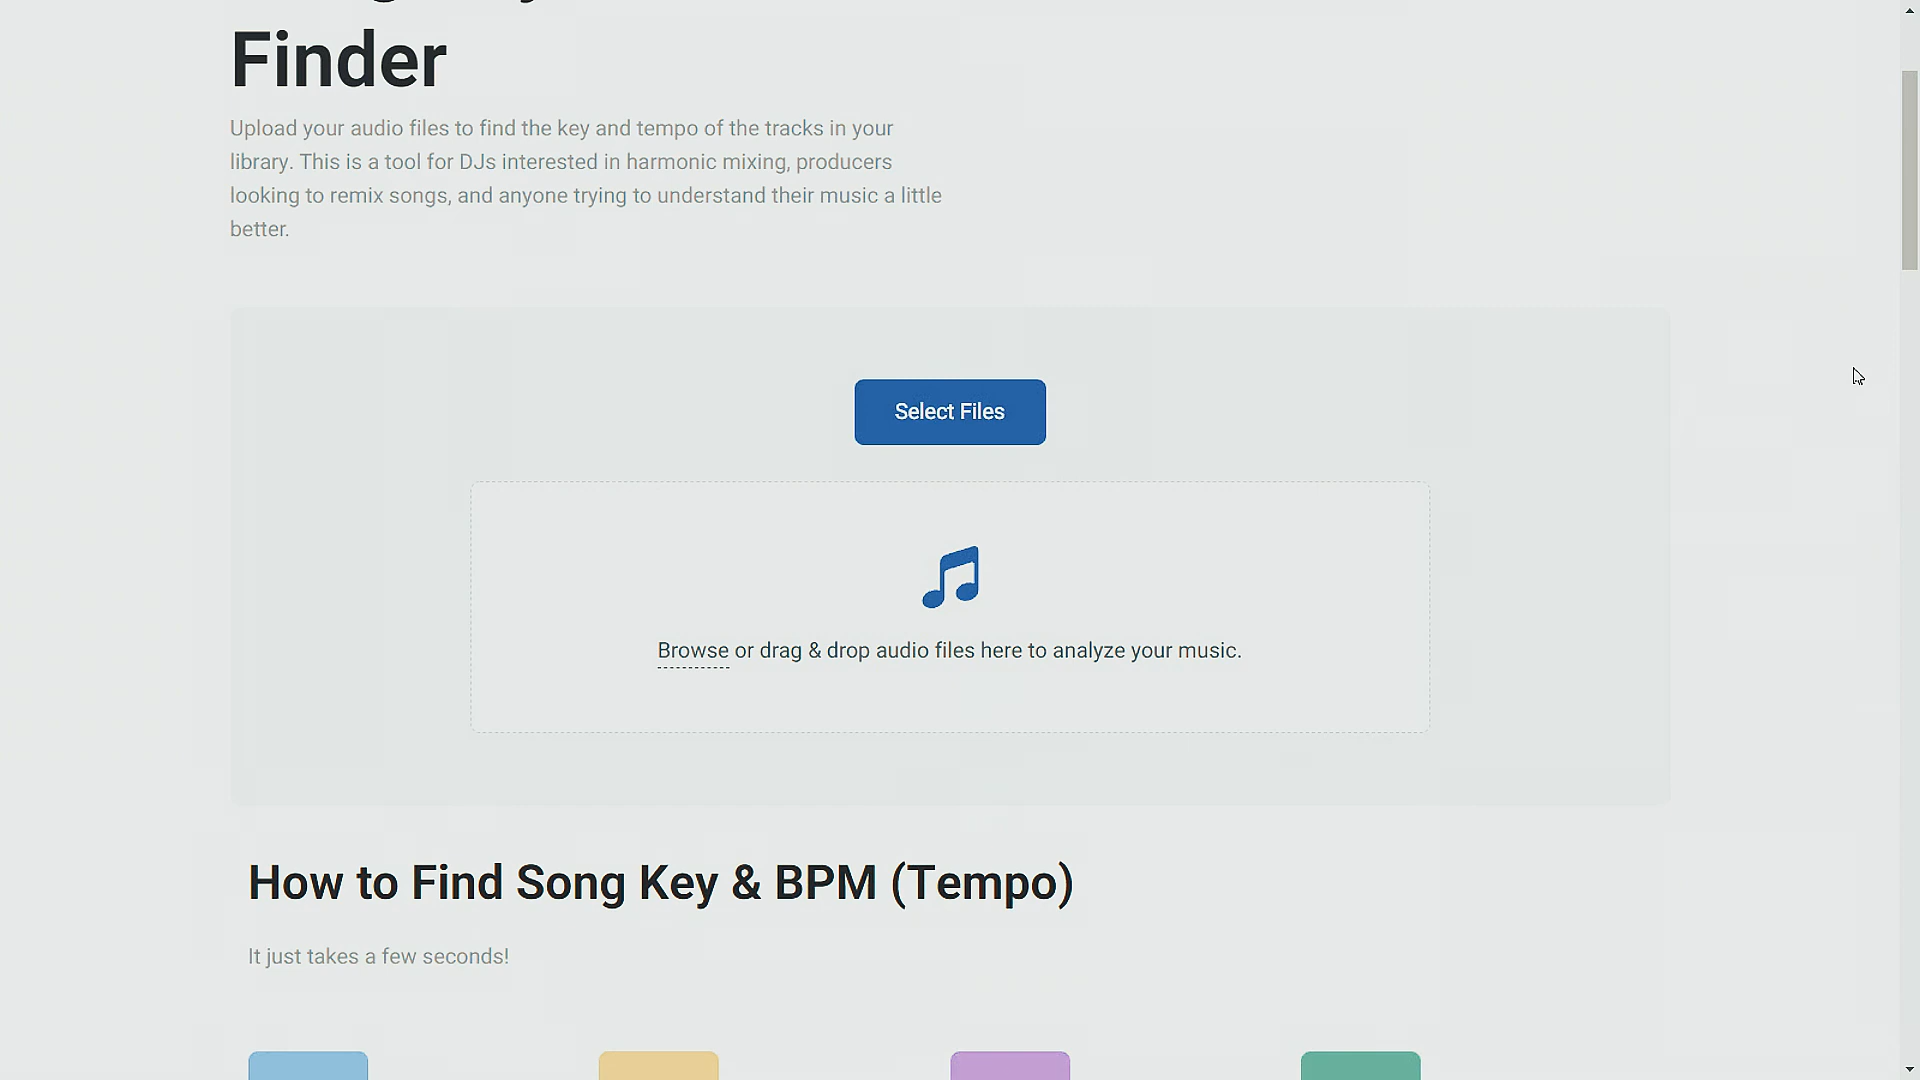 Finder
Upload your audio files to find the key and tempo of the tracks in your
library. This is a tool for DJs interested in harmonic mixing, producers
looking to remix songs, and anyone trying to understand their music a little
better.
Select Files
Browse or drag & drop audio files here to analyze your music.
How to Find Song Key & BPM (Tempo)
It just takes a few seconds!